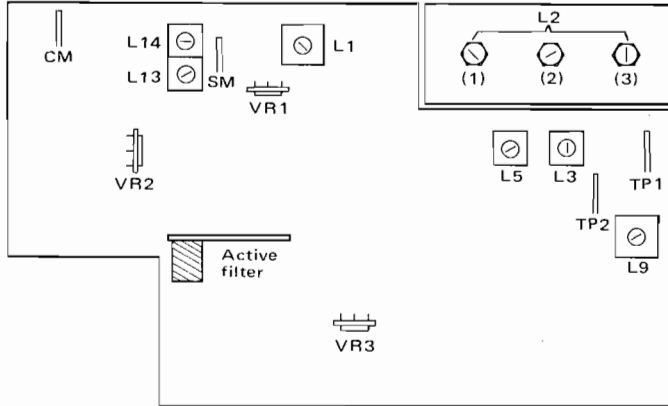 L2
L14
L1
CM
L13
SM
(1) (2) (3)
VR1
VR2
L5
L3
TP1
TP2
Active
filter
L9
VR3